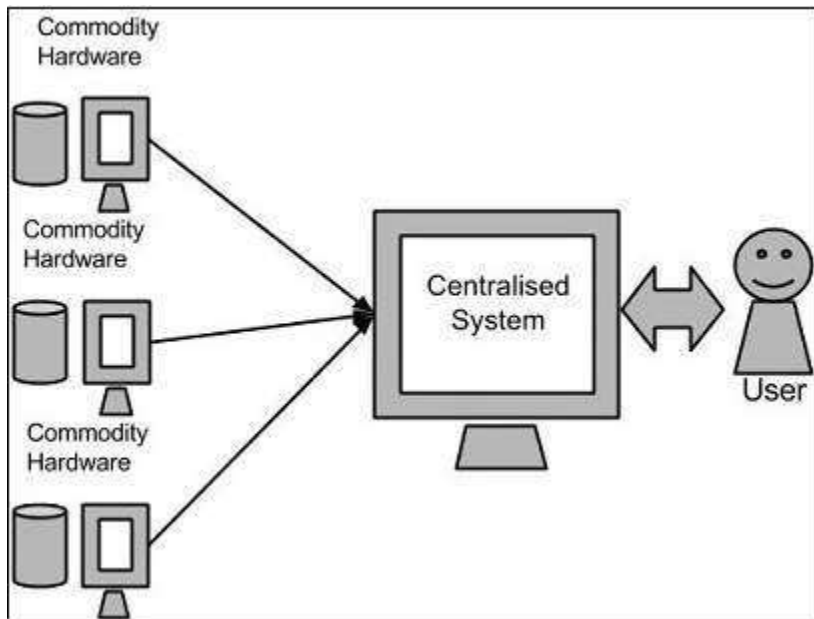 Commodity
Hardware
Commodity
Hardware
Commodity
Hardware
Centralised
System
User